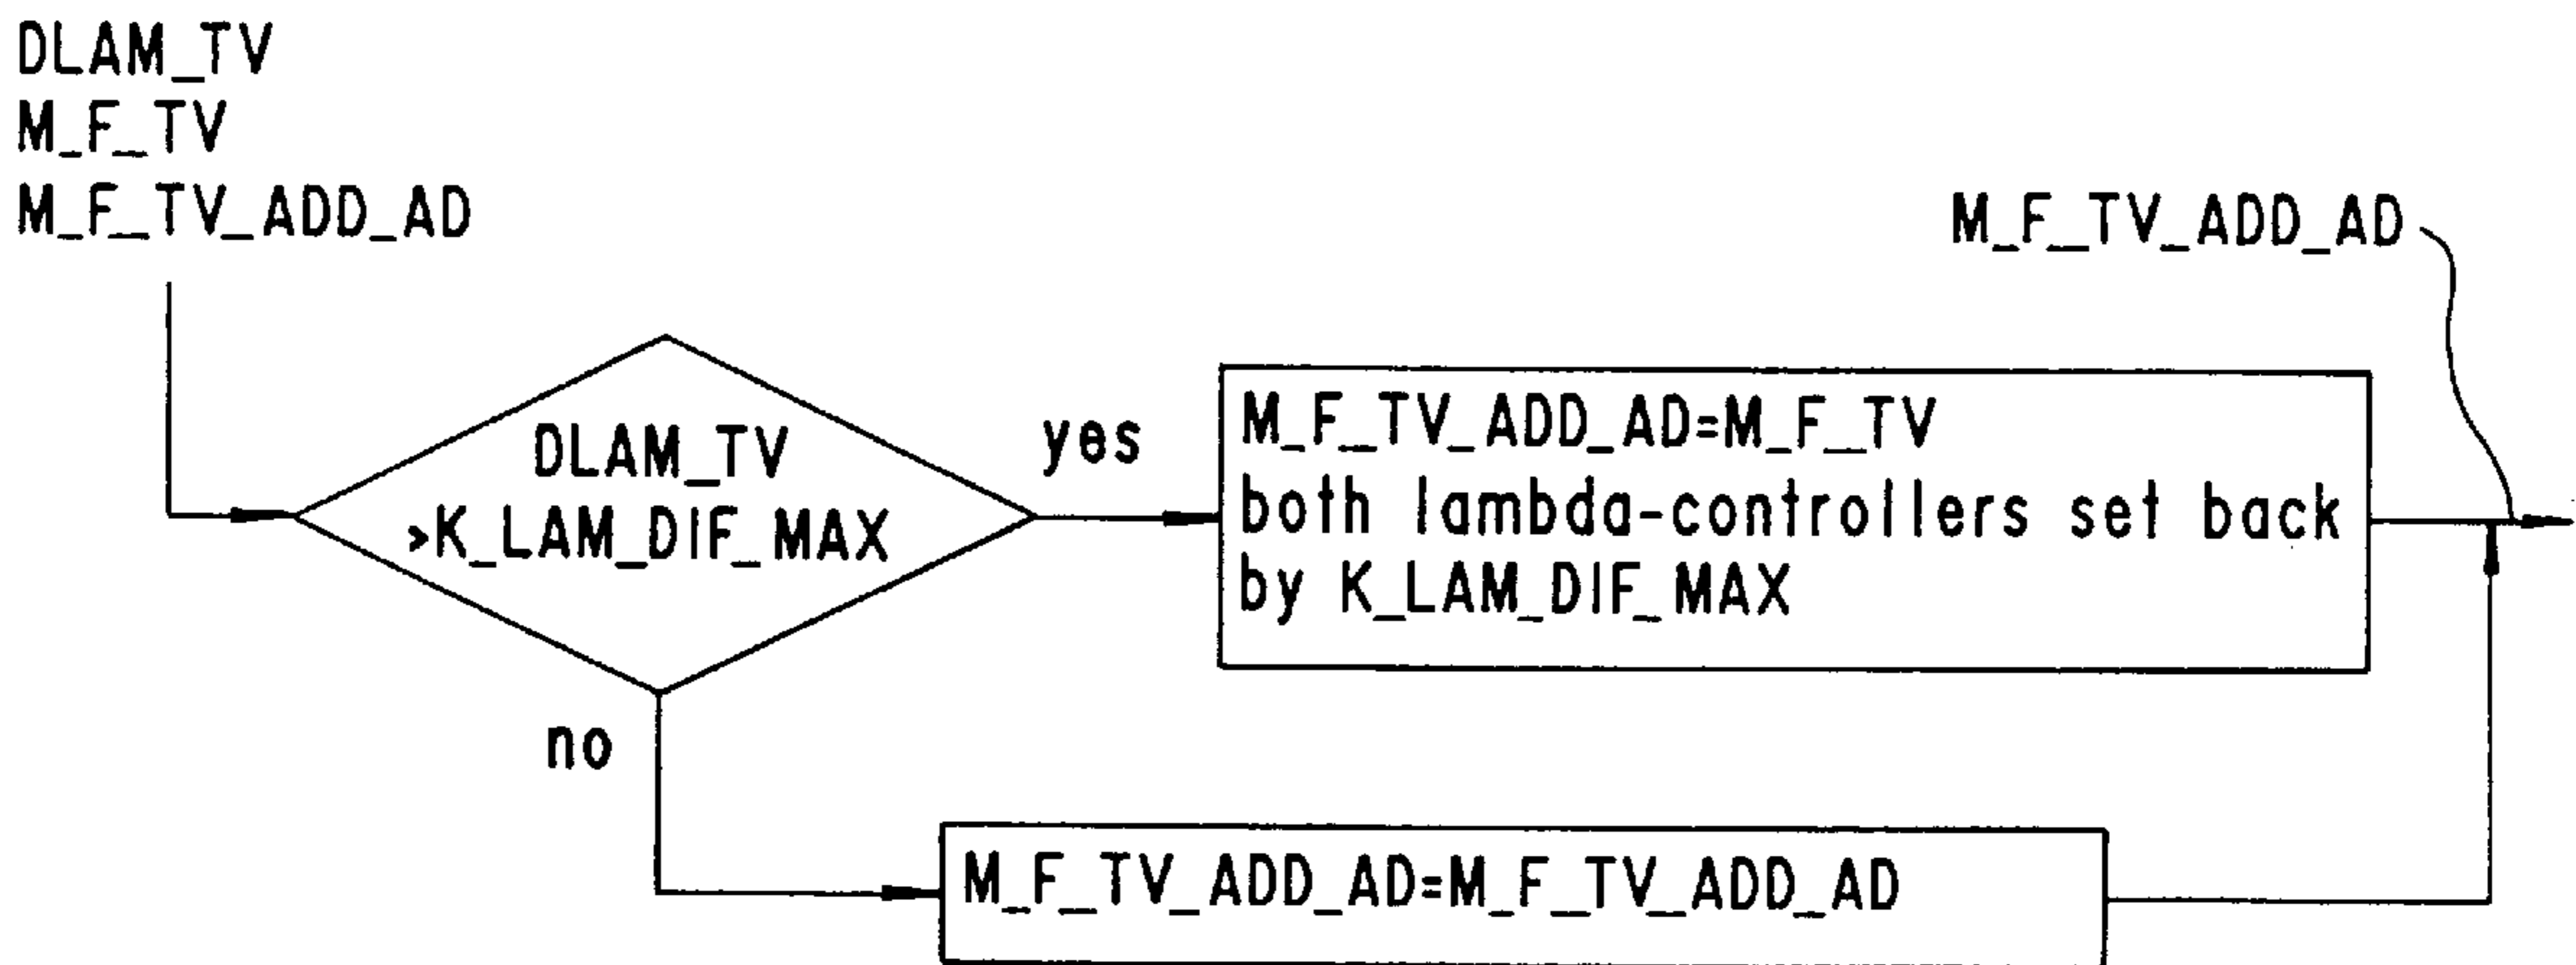 DLAM_TV
M_F_TV
M_F_TV_ADD_AD
M_F_TV_ADD_AD
DLAM_TV
>K_LAM_DIF_MAX
yes
M_F_TV_ADD_AD=M_F_TV
both lambda-controllers set back
by K_LAM_DIF_MAX
no
M_F_TV_ADD_AD=M_F_TV_ADD_AD